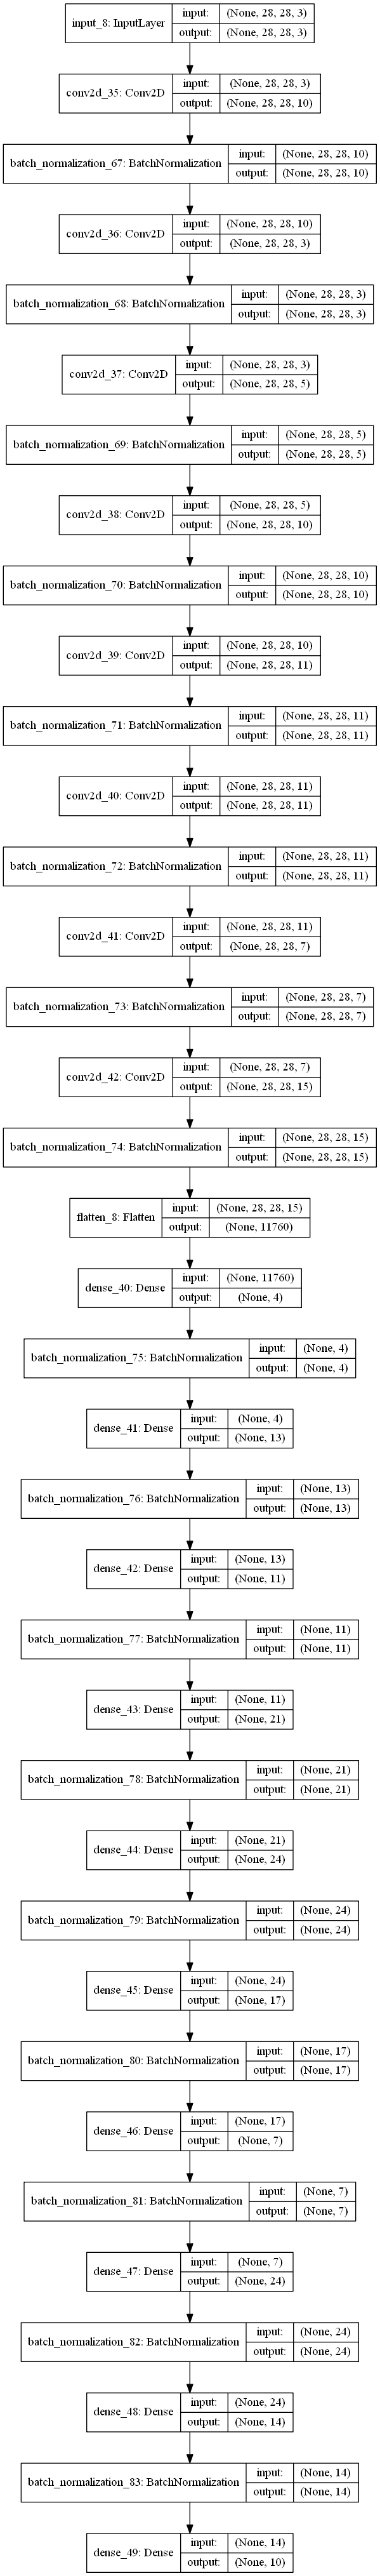 input_8: InputLayer input: (None, 28, 28, 3)
output: (None, 28, 28, 3)
conv2d_35: Conv2D input: (None, 28, 28, 3)
output: (None, 28, 28, 10)
batch_normalization_67: BatchNormalization input: (None, 28, 28, 10)
output: (None, 28, 28, 10)
conv2d_36: Conv2D input: (None, 28, 28, 10)
output: (None, 28, 28, 3)
batch_normalization_68: BatchNormalization input: (None, 28, 28, 3)
output: (None, 28, 28, 3)
conv2d_37: Conv2D input: (None, 28, 28, 3)
output: (None, 28, 28, 5)
batch_normalization_69: BatchNormalization input: (None, 28, 28, 5)
output: (None, 28, 28, 5)
conv2d_38: Conv2D input: (None, 28, 28, 5)
output: (None, 28, 28, 10)
batch_normalization_70: BatchNormalization input: (None, 28, 28, 10)
output: (None, 28, 28, 10)
conv2d_39: Conv2D input: (None, 28, 28, 10)
output: (None, 28, 28, 11)
batch_normalization_71: BatchNormalization input: (None, 28, 28, 11)
output: (None, 28, 28, 11)
conv2d_40: Conv2D input: (None, 28, 28, 11)
output: (None, 28, 28, 11)
batch_normalization_72: BatchNormalization input: (None, 28, 28, 11)
output: (None, 28, 28, 11)
conv2d_41: Conv2D input: (None, 28, 28, 11)
output: (None, 28, 28, 7)
batch_normalization_73: BatchNormalization input: (None, 28, 28, 7)
output: (None, 28, 28, 7)
conv2d_42: Conv2D input: (None, 28, 28, 7)
output: (None, 28, 28, 15)
batch_normalization_74: BatchNormalization input: (None, 28, 28, 15)
output: (None, 28, 28, 15)
flatten_8: Flatten input: (None, 28, 28, 15)
output: (None, 11760)
dense_40: Dense input: (None, 11760)
output: (None, 4)
batch_normalization_75: BatchNormalization input: (None, 4)
output: (None, 4)
dense_41: Dense input: (None, 4)
output: (None, 13)
batch_normalization_76: BatchNormalization input: (None, 13)
output: (None, 13)
dense_42: Dense input: (None, 13)
output: (None, 11)
batch_normalization_77: BatchNormalization input: (None, 11)
output: (None, 11)
dense_43: Dense input: (None, 11)
output: (None, 21)
batch_normalization_78: BatchNormalization input: (None, 21)
output: (None, 21)
dense_44: Dense input: (None, 21)
output: (None, 24)
batch_normalization_79: BatchNormalization input: (None, 24)
output: (None, 24)
dense_45: Dense input: (None, 24)
output: (None, 17)
batch_normalization_80: BatchNormalization input: (None, 17)
output: (None, 17)
dense_46: Dense input: (None, 17)
output: (None, 7)
batch_normalization_81: BatchNormalization input: (None, 7)
output: (None, 7)
dense_47: Dense input: (None, 7)
output: (None, 24)
batch_normalization_82: BatchNormalization input: (None, 24)
output: (None, 24)
dense_48: Dense input: (None, 24)
output: (None, 14)
batch_normalization_83: BatchNormalization input: (None, 14)
output: (None, 14)
dense_49: Dense input: (None, 14)
output: (None, 10)